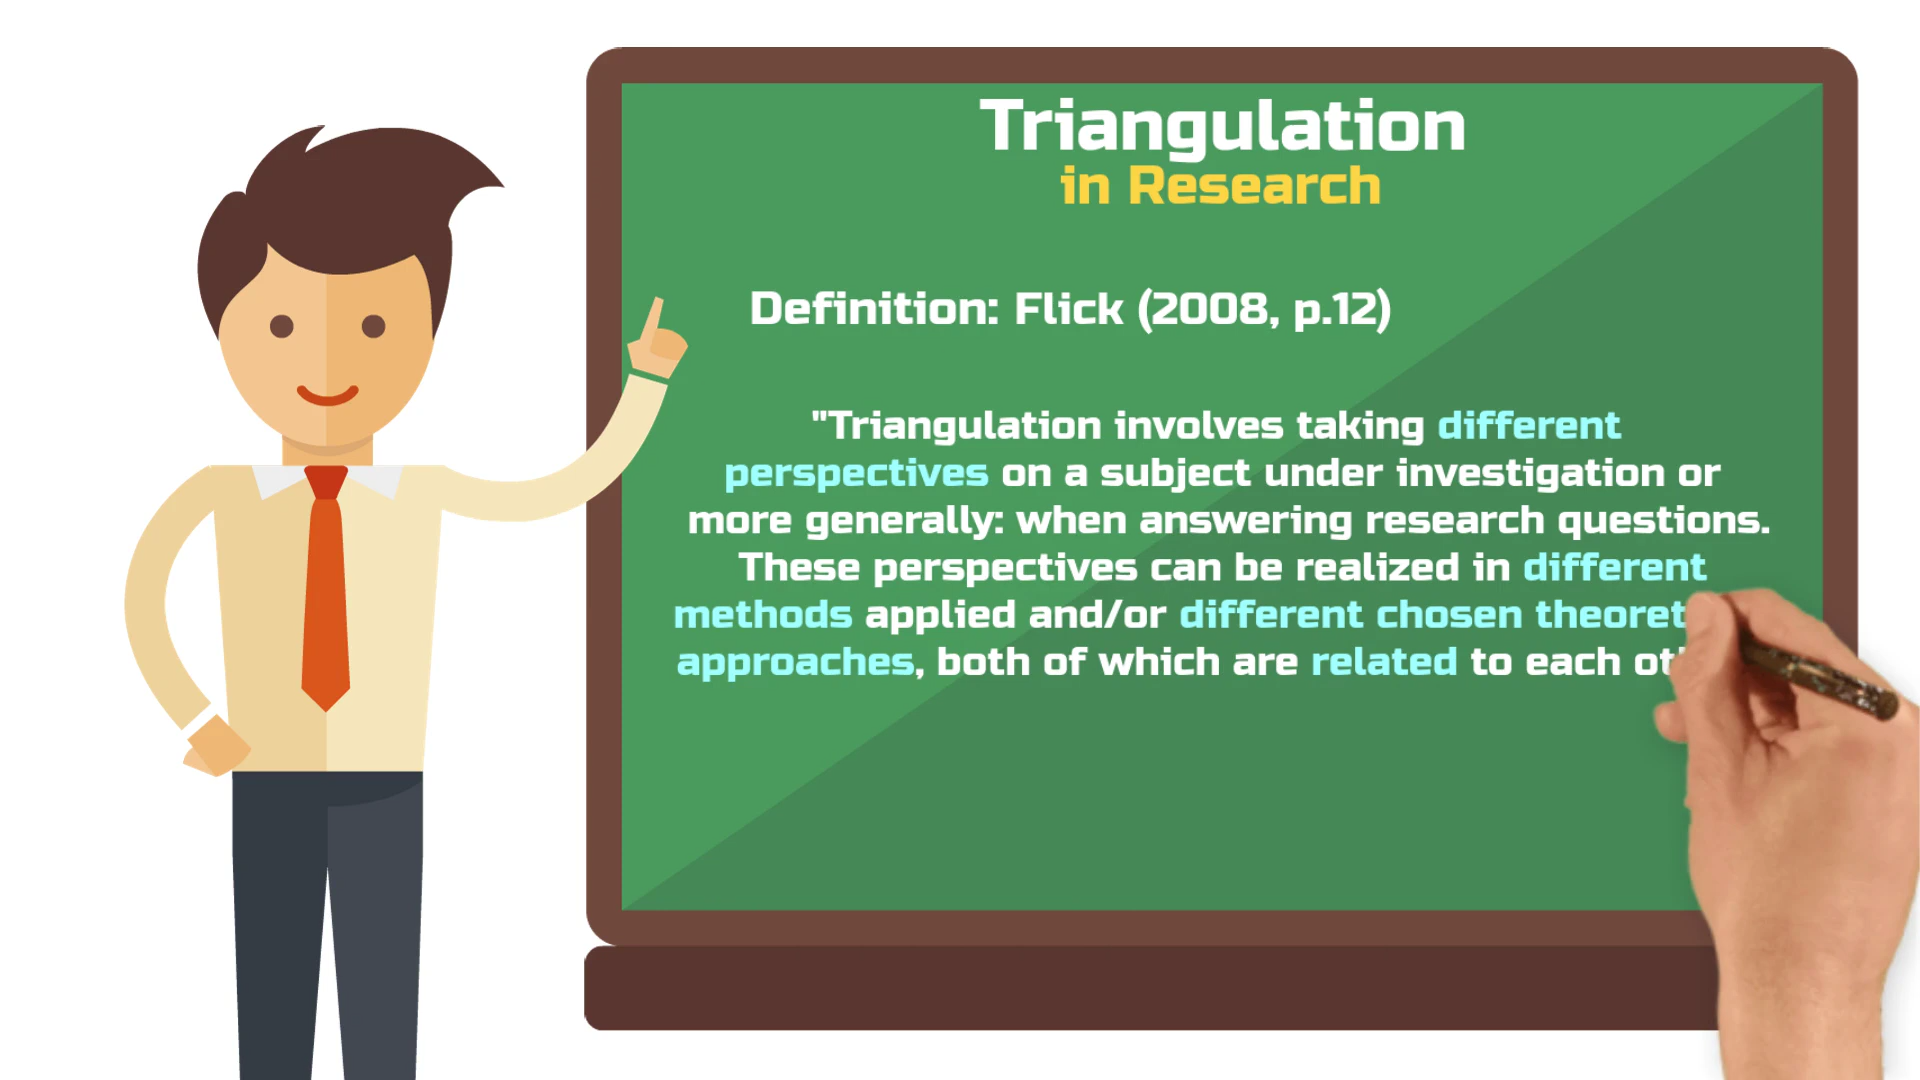 Triangulation
in Research
Definition: Flick (2008, p.12)
"Triangulation involves taking different
perspectives on a subject under investigation or
more generally: when answering research questions.
These perspectives can be realized in different
methods applied and/or different chosen
approaches, both of which are related to each